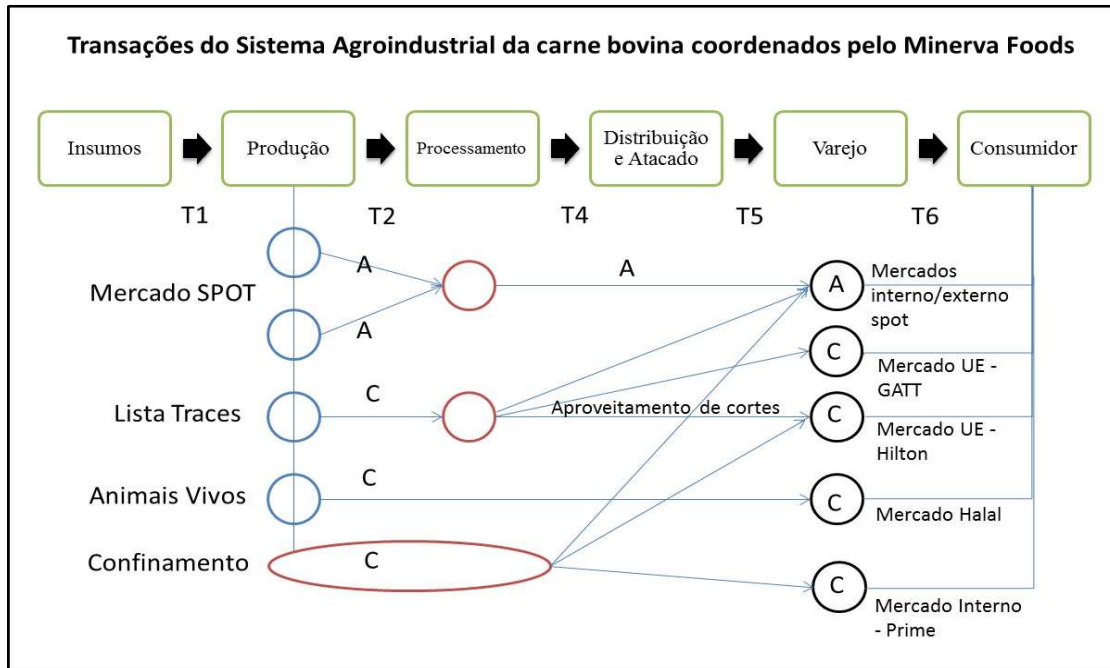 Transações do Sistema Agroindustrial da carne bovina coordenados pelo Minerva Foods
Insumos
Produção
Processamento
Distribuição
e Atacado
Varejo
Consumidor
T1
T2
T4
T5
T6
Mercado SPOT
A
A
A
A
Mercados
interno/externo
spot
C
Mercado UE -
GATT
Lista Traces
C
Aproveitamento de cortes
C
Mercado UE -
Hilton
Animais Vivos
C
C
Mercado Halal
Confinamento
C
C
Mercado Interno
- Prime